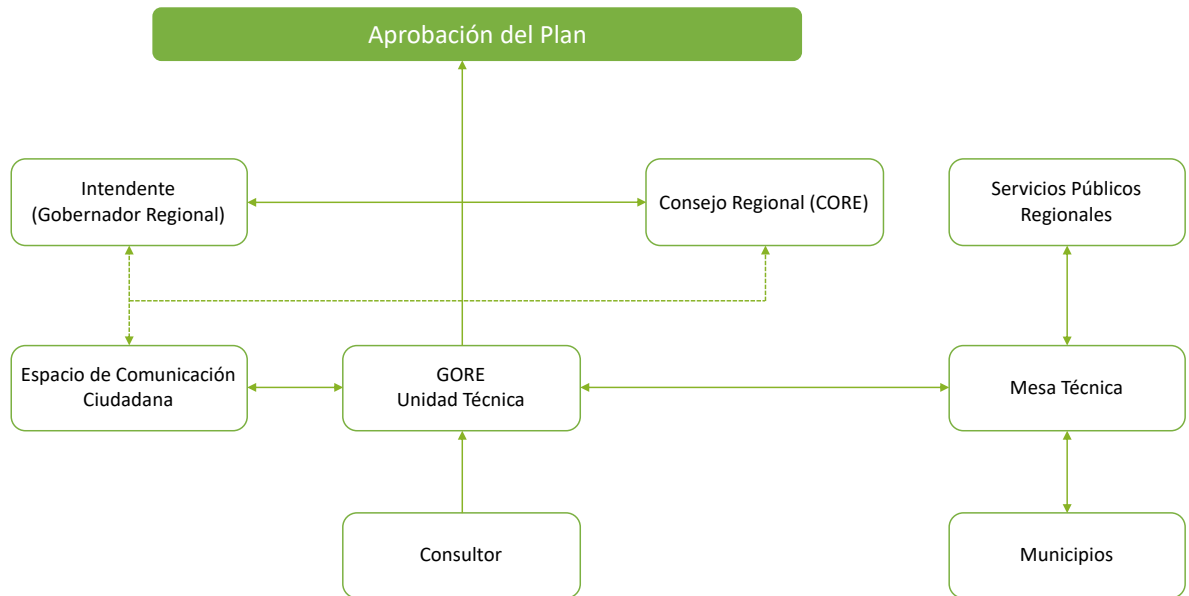 Aprobación del Plan
Intendente
(Gobernador Regional)
Consejo Regional (CORE)
Servicios Públicos
Regionales
Espacio de Comunicación
Ciudadana
GORE
Unidad Técnica
Mesa Técnica
Consultor
Municipios